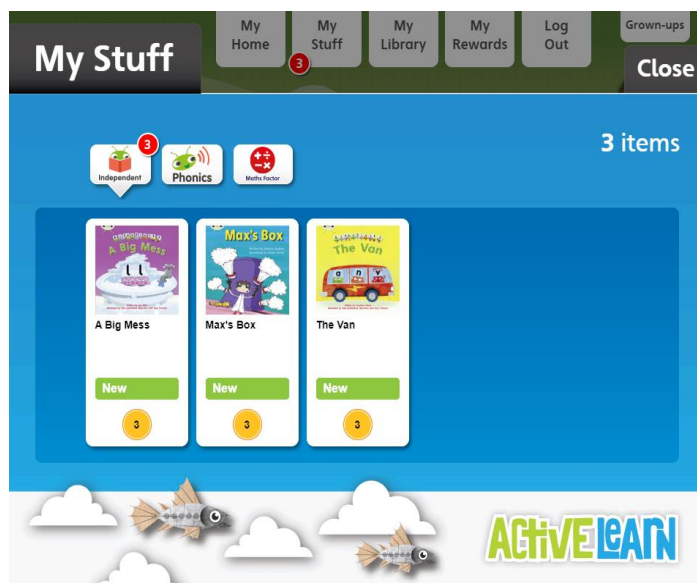 My Stuff
My Home
My Stuff
3
My Library
My Rewards
Log Out
Grown-ups
Close
3 items
3
Independent
Phonics
Maths Factor
A Big Mess
Max's Box
The Van
a n v
A Big Mess
Max's Box
The Van
New
New
New
3
3
3
ACTIVE LEARN